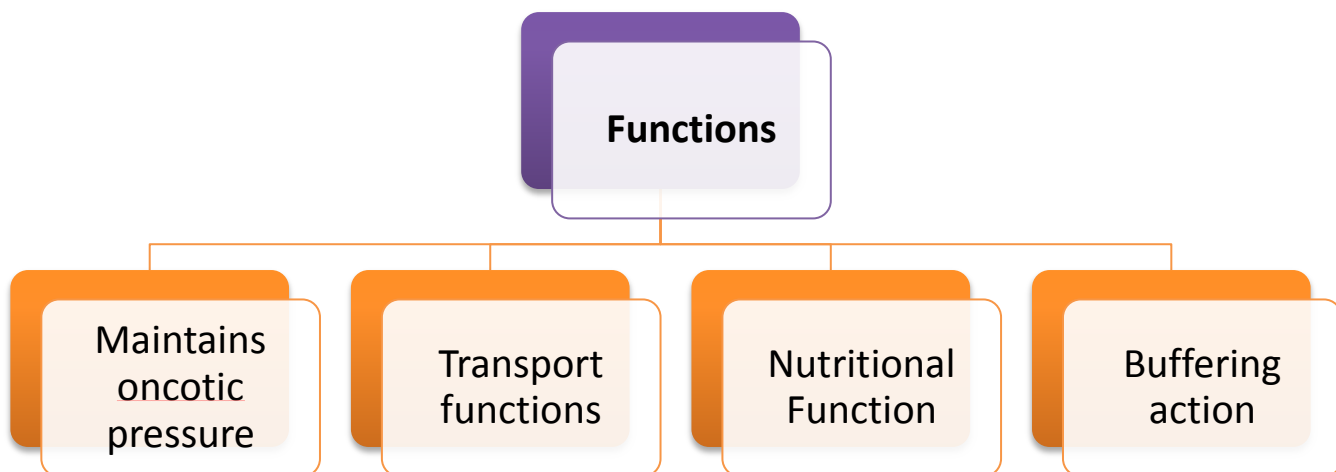 Functions
Maintains
oncotic
pressure
Transport
functions
Nutritional
Function
Buffering
action